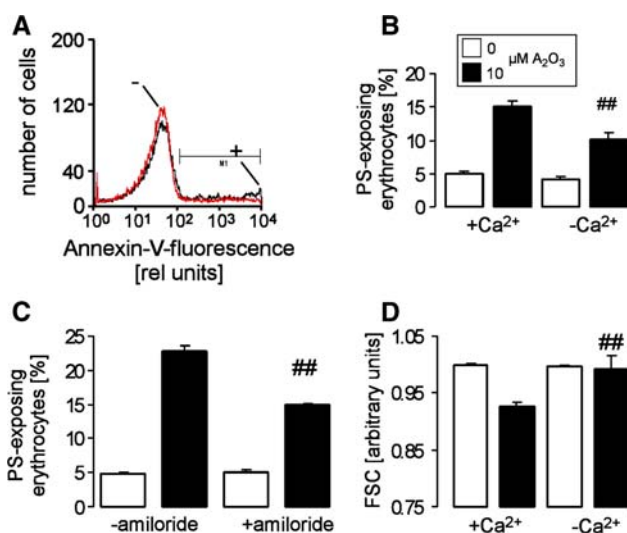 A
number of cells
200
120
40
0
-
+
M1
10⁰ 10¹ 10² 10³ 10⁴
Annexin-V-fluorescence
[rel units]
B
0
10
µM A₂O₃
PS-exposing
erythrocytes [%]
20
15
10
5
0
##
+Ca²⁺ -Ca²⁺
C
PS-exposing
erythrocytes [%]
25
20
15
10
5
0
##
-amiloride +amiloride
D
FSC [arbitrary units]
1.05
0.95
0.85
0.75
##
+Ca²⁺ -Ca²⁺